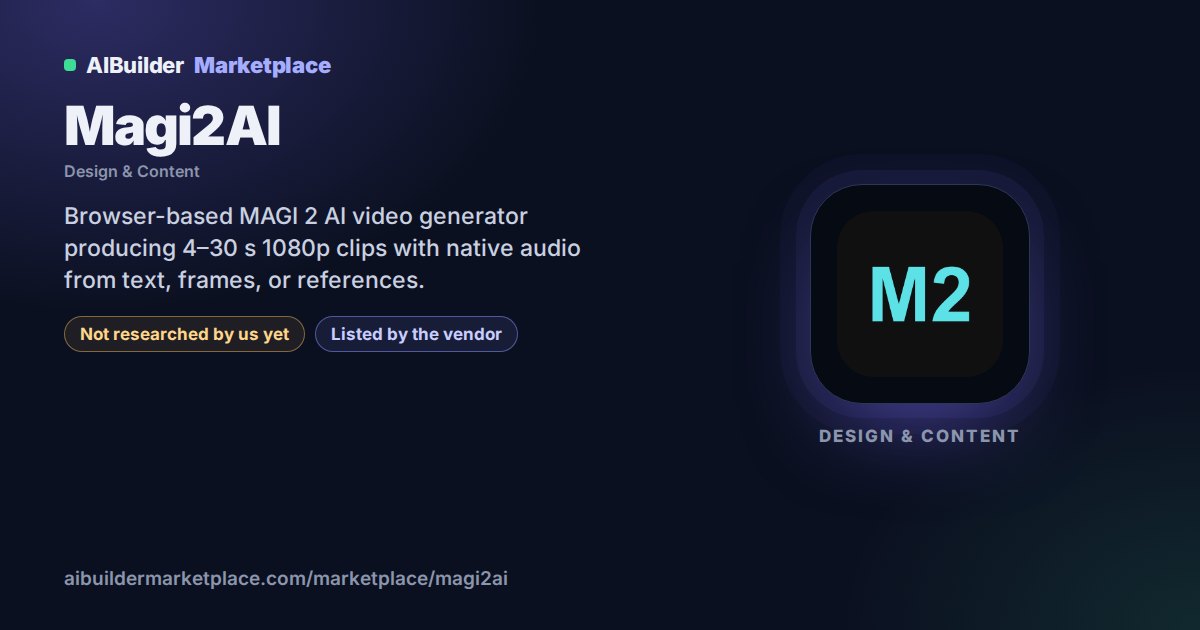 AIBuilder Marketplace
Magi2AI
Design & Content
Browser-based MAGI 2 AI video generator
producing 4–30 s 1080p clips with native audio
from text, frames, or references.
Not researched by us yet
Listed by the vendor
M2
DESIGN & CONTENT
aibuildermarketplace.com/marketplace/magi2ai